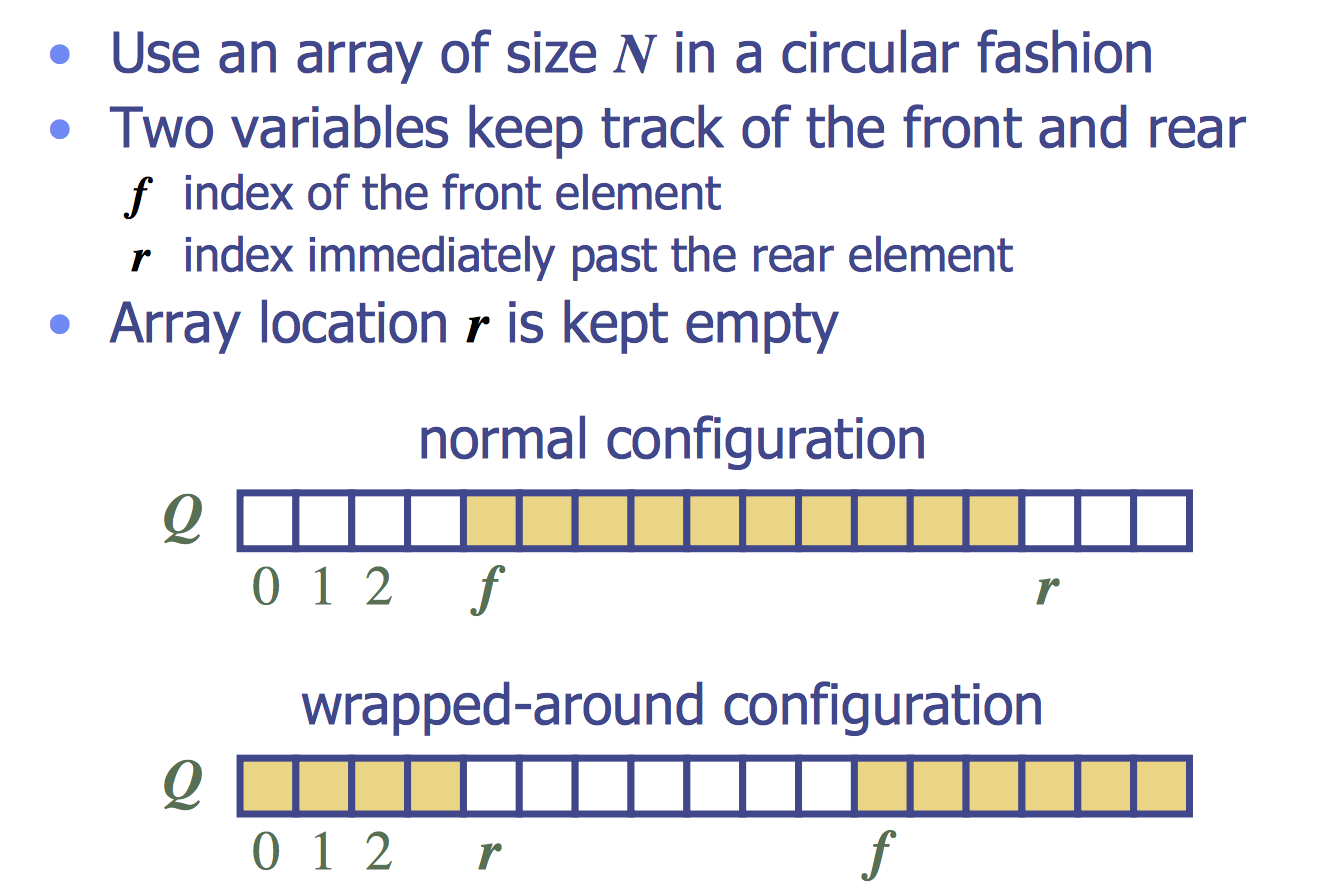 • Use an array of size N in a circular fashion
• Two variables keep track of the front and rear
f index of the front element
r index immediately past the rear element
• Array location r is kept empty
normal configuration
Q
0 1 2 f r
wrapped-around configuration
Q
0 1 2 r f